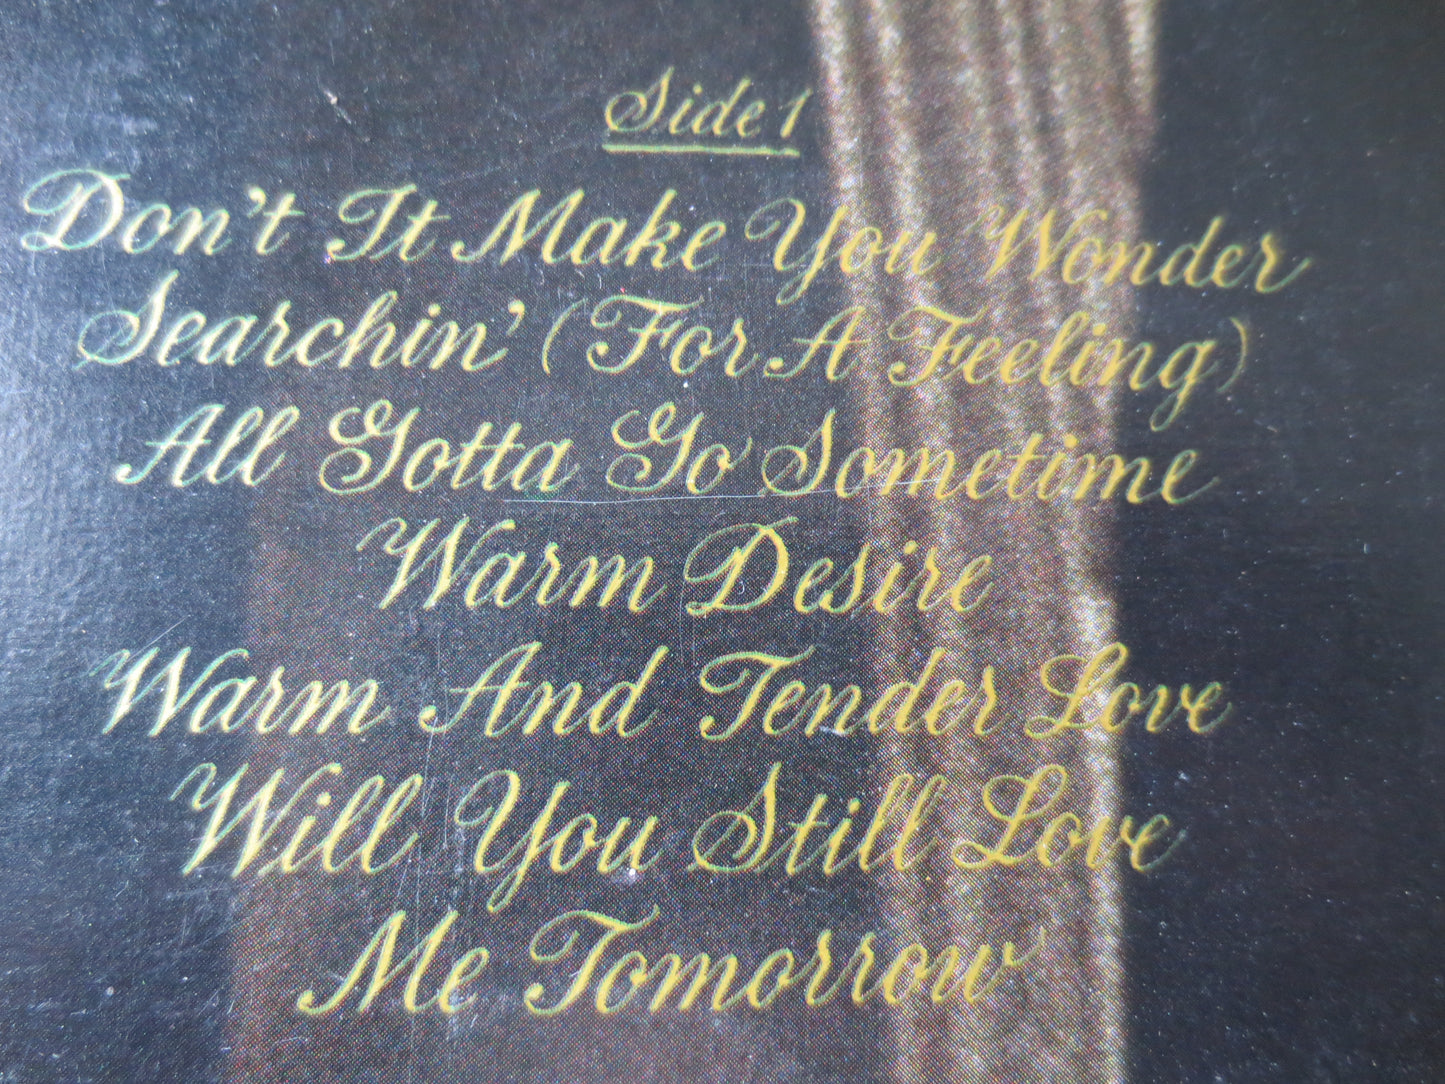 Side 1
Don't It Make You Wonder
Searchin' (For A Feeling)
All Gotta Go Sometime
Warm Desire
Warm And Tender Love
Will You Still Love
Me Tomorrow